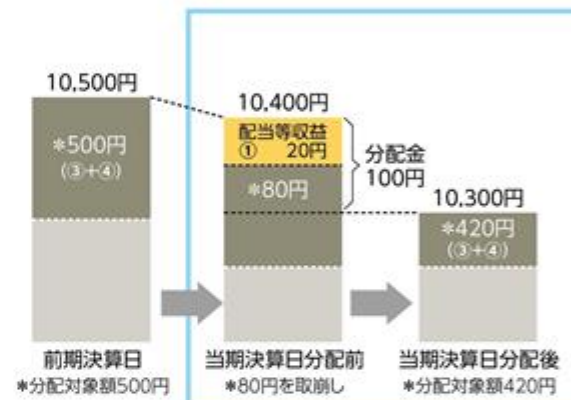 10,500円
*500円
(③+④)
前期決算日
*分配対象額500円
10,400円
配当等収益
① 20円
*80円
分配金
100円
当期決算日分配前
*80円を取崩し
10,300円
*420円
(③+④)
当期決算日分配後
*分配対象額420円